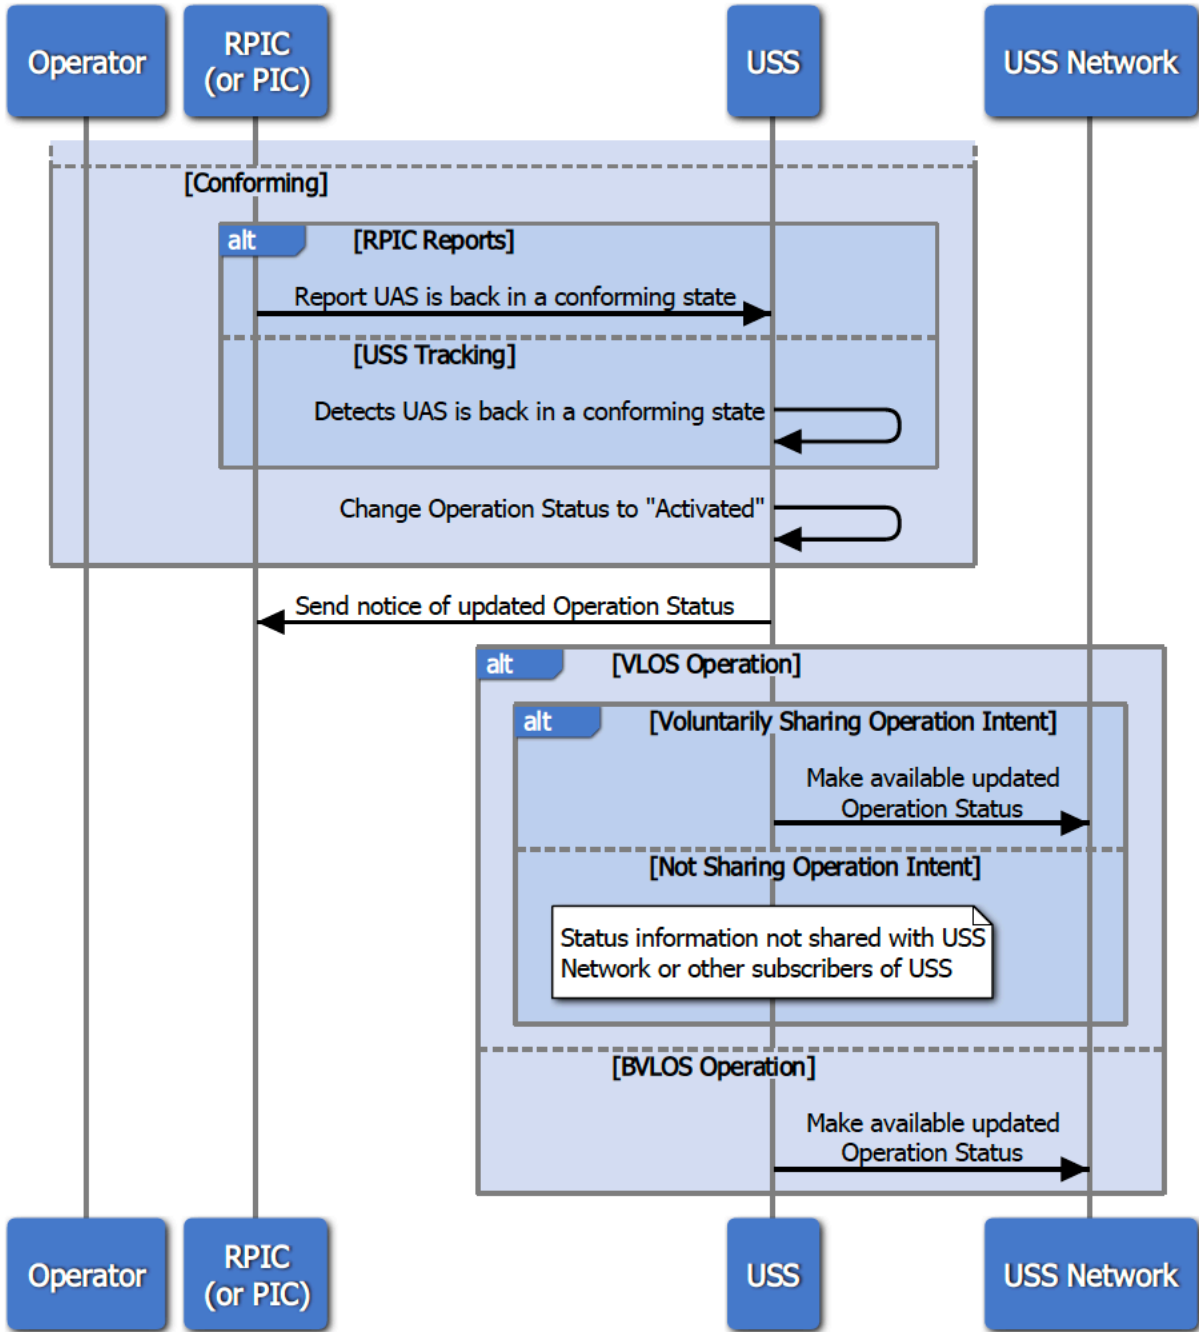 Operator
RPIC
(or PIC)
USS
USS Network
[Conforming]
alt
[RPIC Reports]
Report UAS is back in a conforming state
[USS Tracking]
Detects UAS is back in a conforming state
Change Operation Status to "Activated"
Send notice of updated Operation Status
alt
[VLOS Operation]
alt
[Voluntarily Sharing Operation Intent]
Make available updated
Operation Status
[Not Sharing Operation Intent]
Status information not shared with USS
Network or other subscribers of USS
[BVLOS Operation]
Make available updated
Operation Status
Operator
RPIC
(or PIC)
USS
USS Network